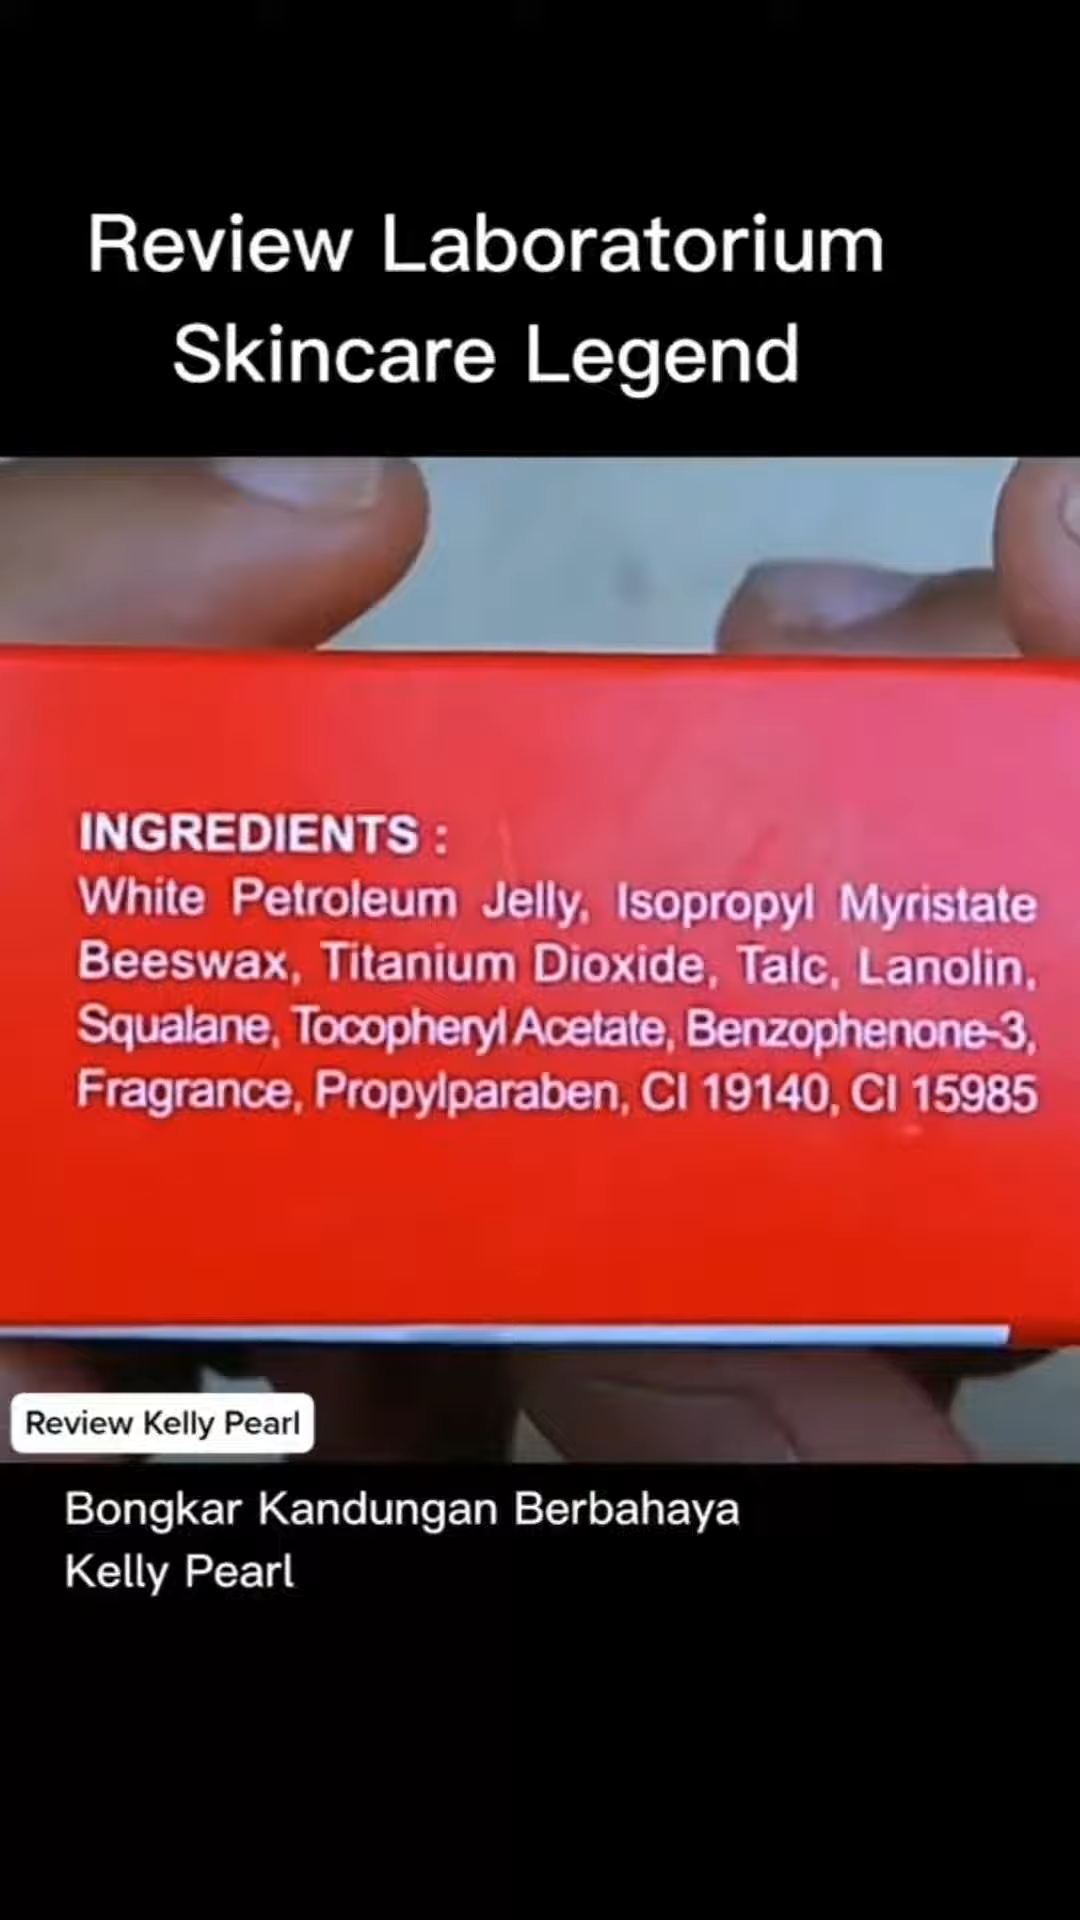 Review Laboratorium
Skincare Legend
INGREDIENTS :
White Petroleum Jelly, Isopropyl Myristate
Beeswax, Titanium Dioxide, Talc, Lanolin,
Squalane, Tocopheryl Acetate, Benzophenone-3,
Fragrance, Propylparaben, CI 19140, CI 15985
Review Kelly Pearl
Bongkar Kandungan Berbahaya
Kelly Pearl